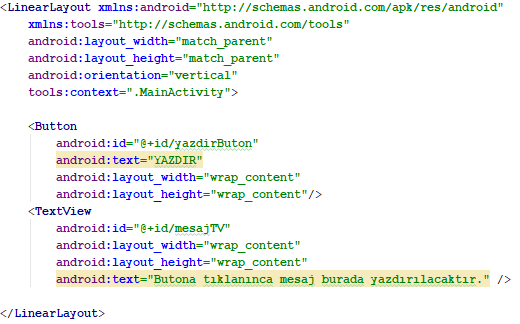 <LinearLayout xmlns:android="http://schemas.android.com/apk/res/android"
    xmlns:tools="http://schemas.android.com/tools"
    android:layout_width="match_parent"
    android:layout_height="match_parent"
    android:orientation="vertical"
    tools:context=".MainActivity">

    <Button
        android:id="@+id/yazdirButon"
        android:text="YAZDIR"
        android:layout_width="wrap_content"
        android:layout_height="wrap_content"/>
    <TextView
        android:id="@+id/mesajTV"
        android:layout_width="wrap_content"
        android:layout_height="wrap_content"
        android:text="Butona tıklanınca mesaj burada yazdırılacaktır." />

</LinearLayout>